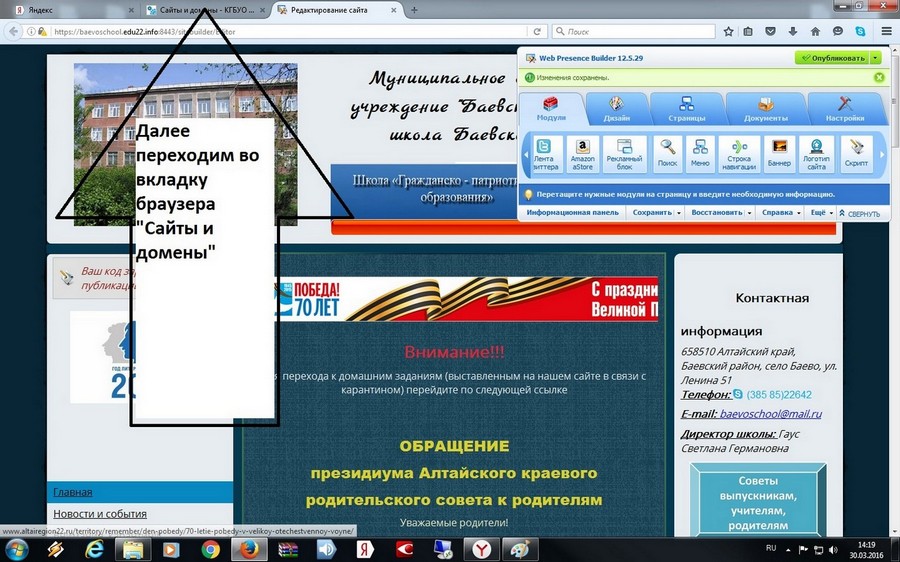 Яндекс
Сайты и домены - КГБУО ...
Редактирование сайта
https://baevoschool.edu22.info:8443/sitebuilder/Editor
Поиск
Муниципальное
учреждение Баевс
школа Баевс
Школа «Гражданско - патриоти
образования»
Web Presence Builder 12.5.29
Опубликовать
Изменения сохранены.
Модули
Дизайн
Страницы
Документы
Настройки
Лента
виттера
Amazon
aStore
Рекламный
блок
Поиск
Меню
Строка
навигации
Баннер
Логотип
сайта
Скрипт
Перетащите нужные модули на страницу и введите необходимую информацию.
Информационная панель Сохранить Восстановить Справка Ещё СВЕРНУТЬ
Далее
переходим во
вкладку
браузера
"Сайты и
домены"
Ваш код
публикац
ПОБЕДА!
70 ЛЕТ
С праздни
Великой П
Внимание!!!
перехода к домашним заданиям (выставленным на нашем сайте в связи с
карантином) перейдите по следующей ссылке
ОБРАЩЕНИЕ
президиума Алтайского краевого
родительского совета к родителям
Уважаемые родители!
Контактная
информация
658510 Алтайский край,
Баевский район, село Баево, ул.
Ленина 51
Телефон: (385 85)22642
E-mail: baevoschool@mail.ru
Директор школы: Гаус
Светлана Германовна
Советы
выпускникам,
учителям,
родителям
ГОД ЛИТЕ
20
Главная
Новости и события
www.altairegion22.ru/territory/remember/den-pobedy/70-letie-pobedy-v-velikoy-otechestvennoy-voyne/
RU
14:19
30.03.2016